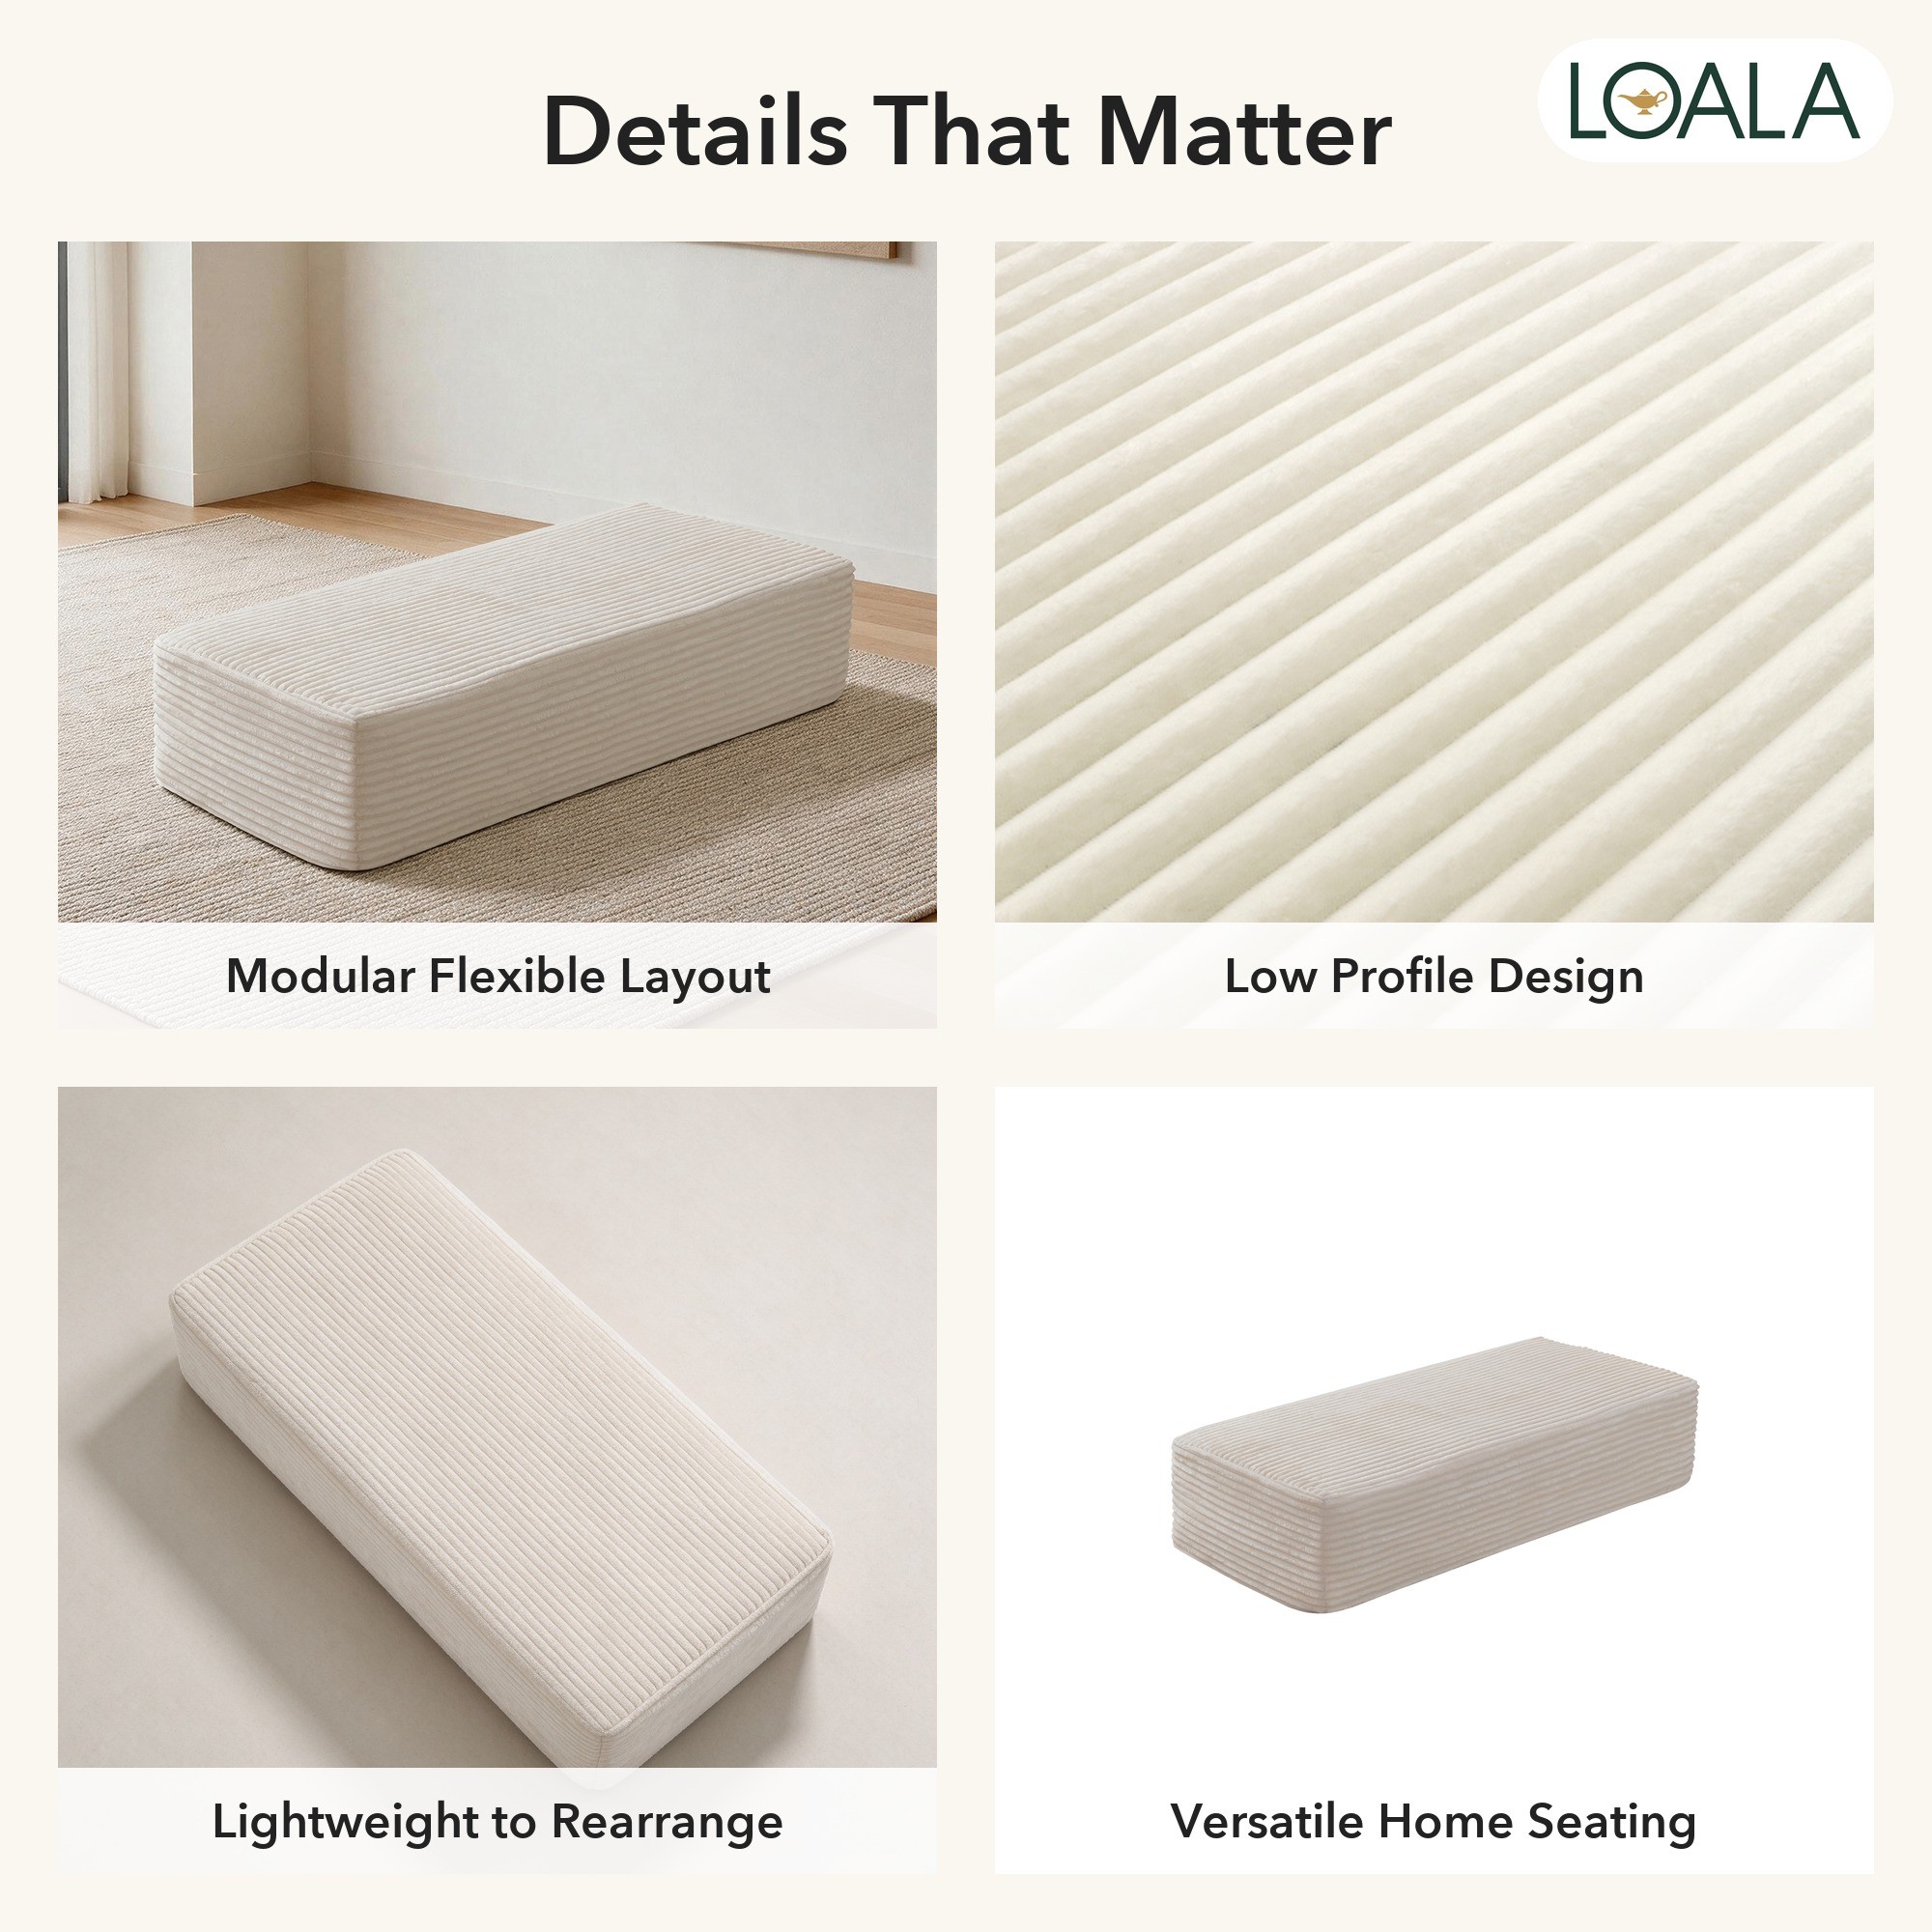 LOALA
Details That Matter
Modular Flexible Layout
Low Profile Design
Lightweight to Rearrange
Versatile Home Seating